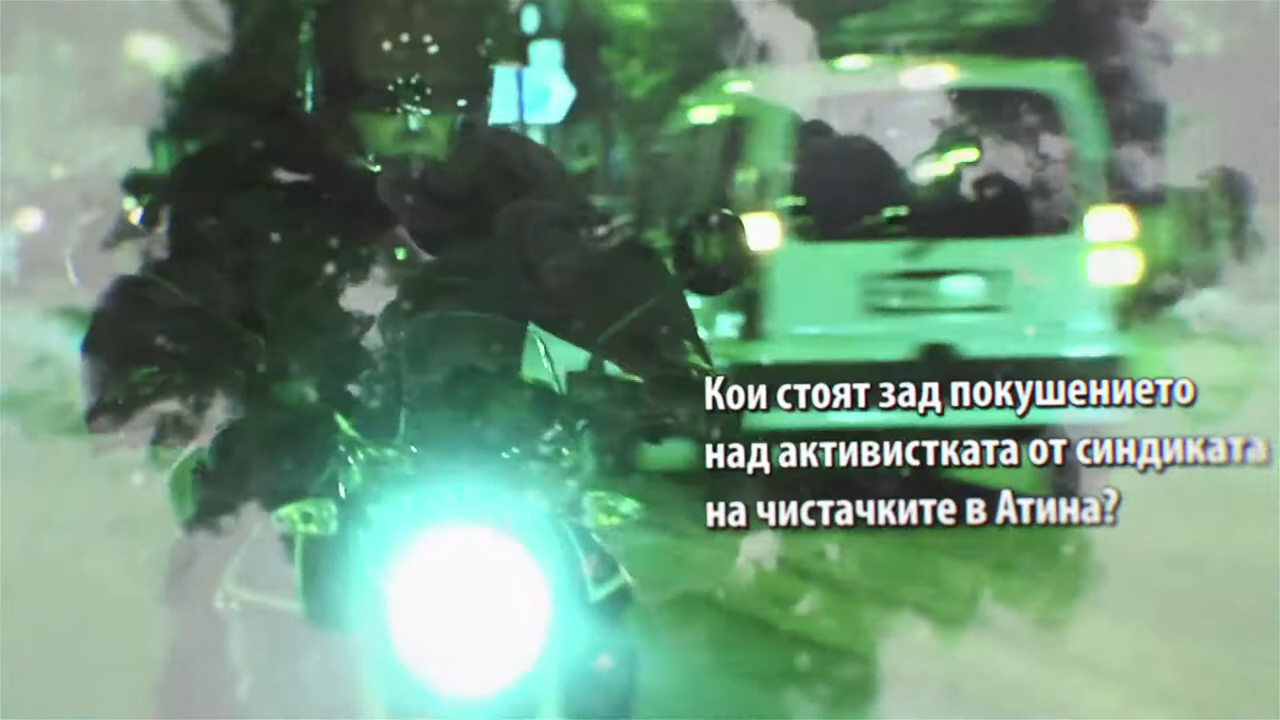 Кои стоят зад покушението
над активистката от синдиката
на чистачките в Атина?